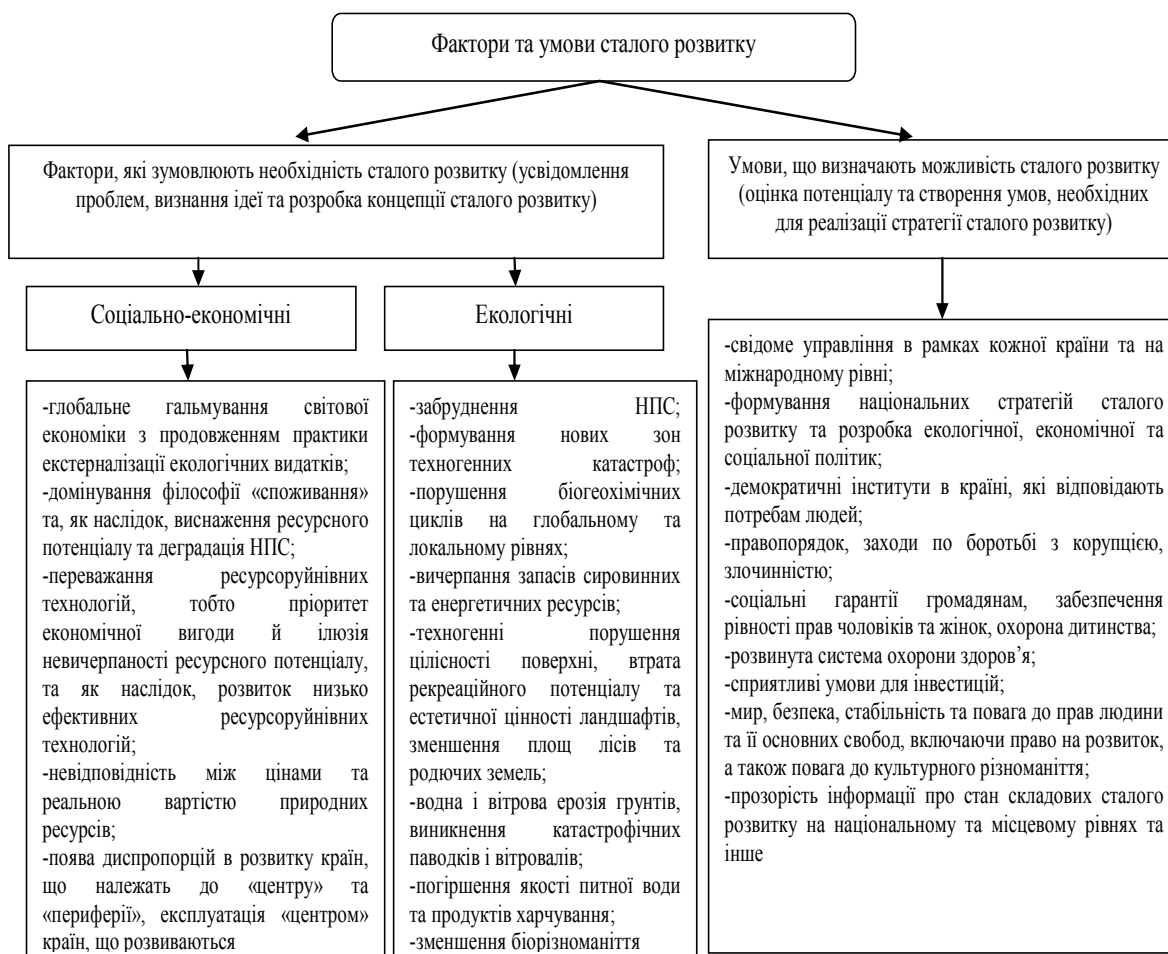 Фактори та умови сталого розвитку
Фактори, які зумовлюють необхідність сталого розвитку (усвідомлення
проблем, визнання ідеї та розробка концепції сталого розвитку)
Умови, що визначають можливість сталого розвитку
(оцінка потенціалу та створення умов, необхідних
для реалізації стратегії сталого розвитку)
Соціально-економічні
Екологічні
-глобальне гальмування світової
економіки з продовженням практики
екстерналізації екологічних видатків;
-домінування філософії «споживання»
та, як наслідок, виснаження ресурсного
потенціалу та деградація НПС;
-переважання ресурсоруйнівних
технологій, тобто пріоритет
економічної вигоди й ілюзія
невичерпаності ресурсного потенціалу,
та як наслідок, розвиток низько
ефективних ресурсоруйнівних
технологій;
-невідповідність між цінами та
реальною вартістю природних
ресурсів;
-поява диспропорцій в розвитку країн,
що належать до «центру» та
«периферії», експлуатація «центром»
країн, що розвиваються
-забруднення НПС;
-формування нових зон
техногенних катастроф;
-порушення біогеохімічних
циклів на глобальному та
локальному рівнях;
-вичерпання запасів сировинних
та енергетичних ресурсів;
-техногенні порушення
цілісності поверхні, втрата
рекреаційного потенціалу та
естетичної цінності ландшафтів,
зменшення площ лісів та
родючих земель;
-водна і вітрова ерозія грунтів,
виникнення катастрофічних
паводків і вітровалів;
-погіршення якості питної води
та продуктів харчування;
-зменшення біорізноманіття
-свідоме управління в рамках кожної країни та на
міжнародному рівні;
-формування національних стратегій сталого
розвитку та розробка екологічної, економічної та
соціальної політик;
-демократичні інститути в країні, які відповідають
потребам людей;
-правопорядок, заходи по боротьбі з корупцією,
злочинністю;
-соціальні гарантії громадянам, забезпечення
рівності прав чоловіків та жінок, охорона дитинства;
-розвинута система охорони здоров’я;
-сприятливі умови для інвестицій;
-мир, безпека, стабільність та повага до прав людини
та її основних свобод, включаючи право на розвиток,
а також повага до культурного різноманіття;
-прозорість інформації про стан складових сталого
розвитку на національному та місцевому рівнях та
інше